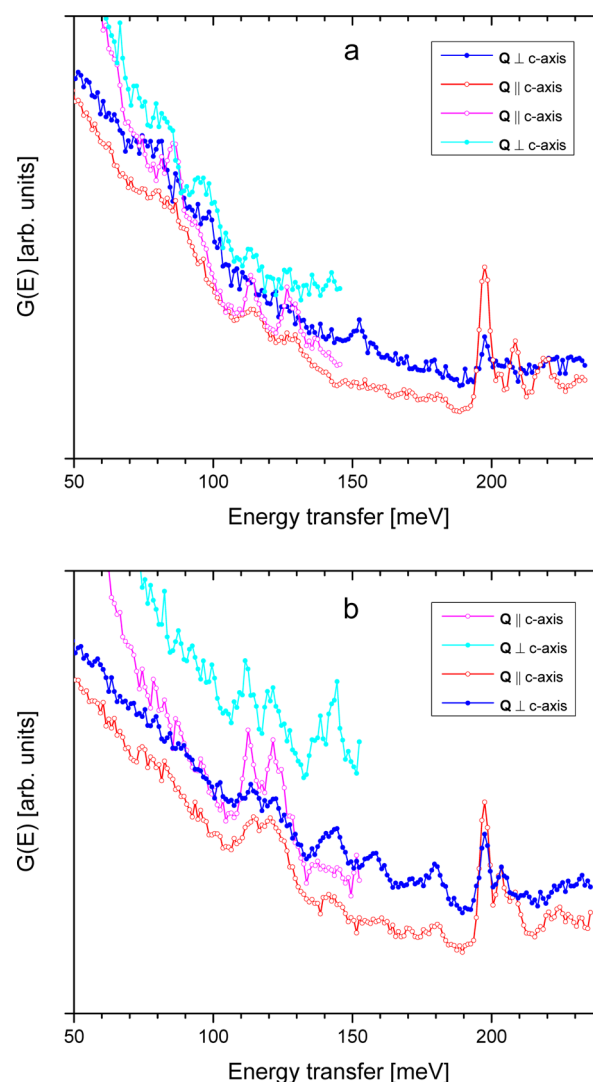 a
Q ⊥ c-axis
Q || c-axis
Q || c-axis
Q ⊥ c-axis
G(E) [arb. units]
50
100
150
200
Energy transfer [meV]
b
Q || c-axis
Q ⊥ c-axis
Q || c-axis
Q ⊥ c-axis
G(E) [arb. units]
50
100
150
200
Energy transfer [meV]